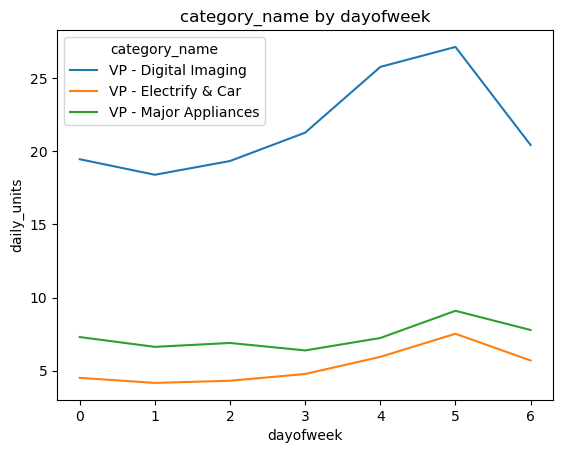 category_name by dayofweek
category_name
VP - Digital Imaging
VP - Electrify & Car
VP - Major Appliances
daily_units
25
20
15
10
5
0 1 2 3 4 5 6
dayofweek